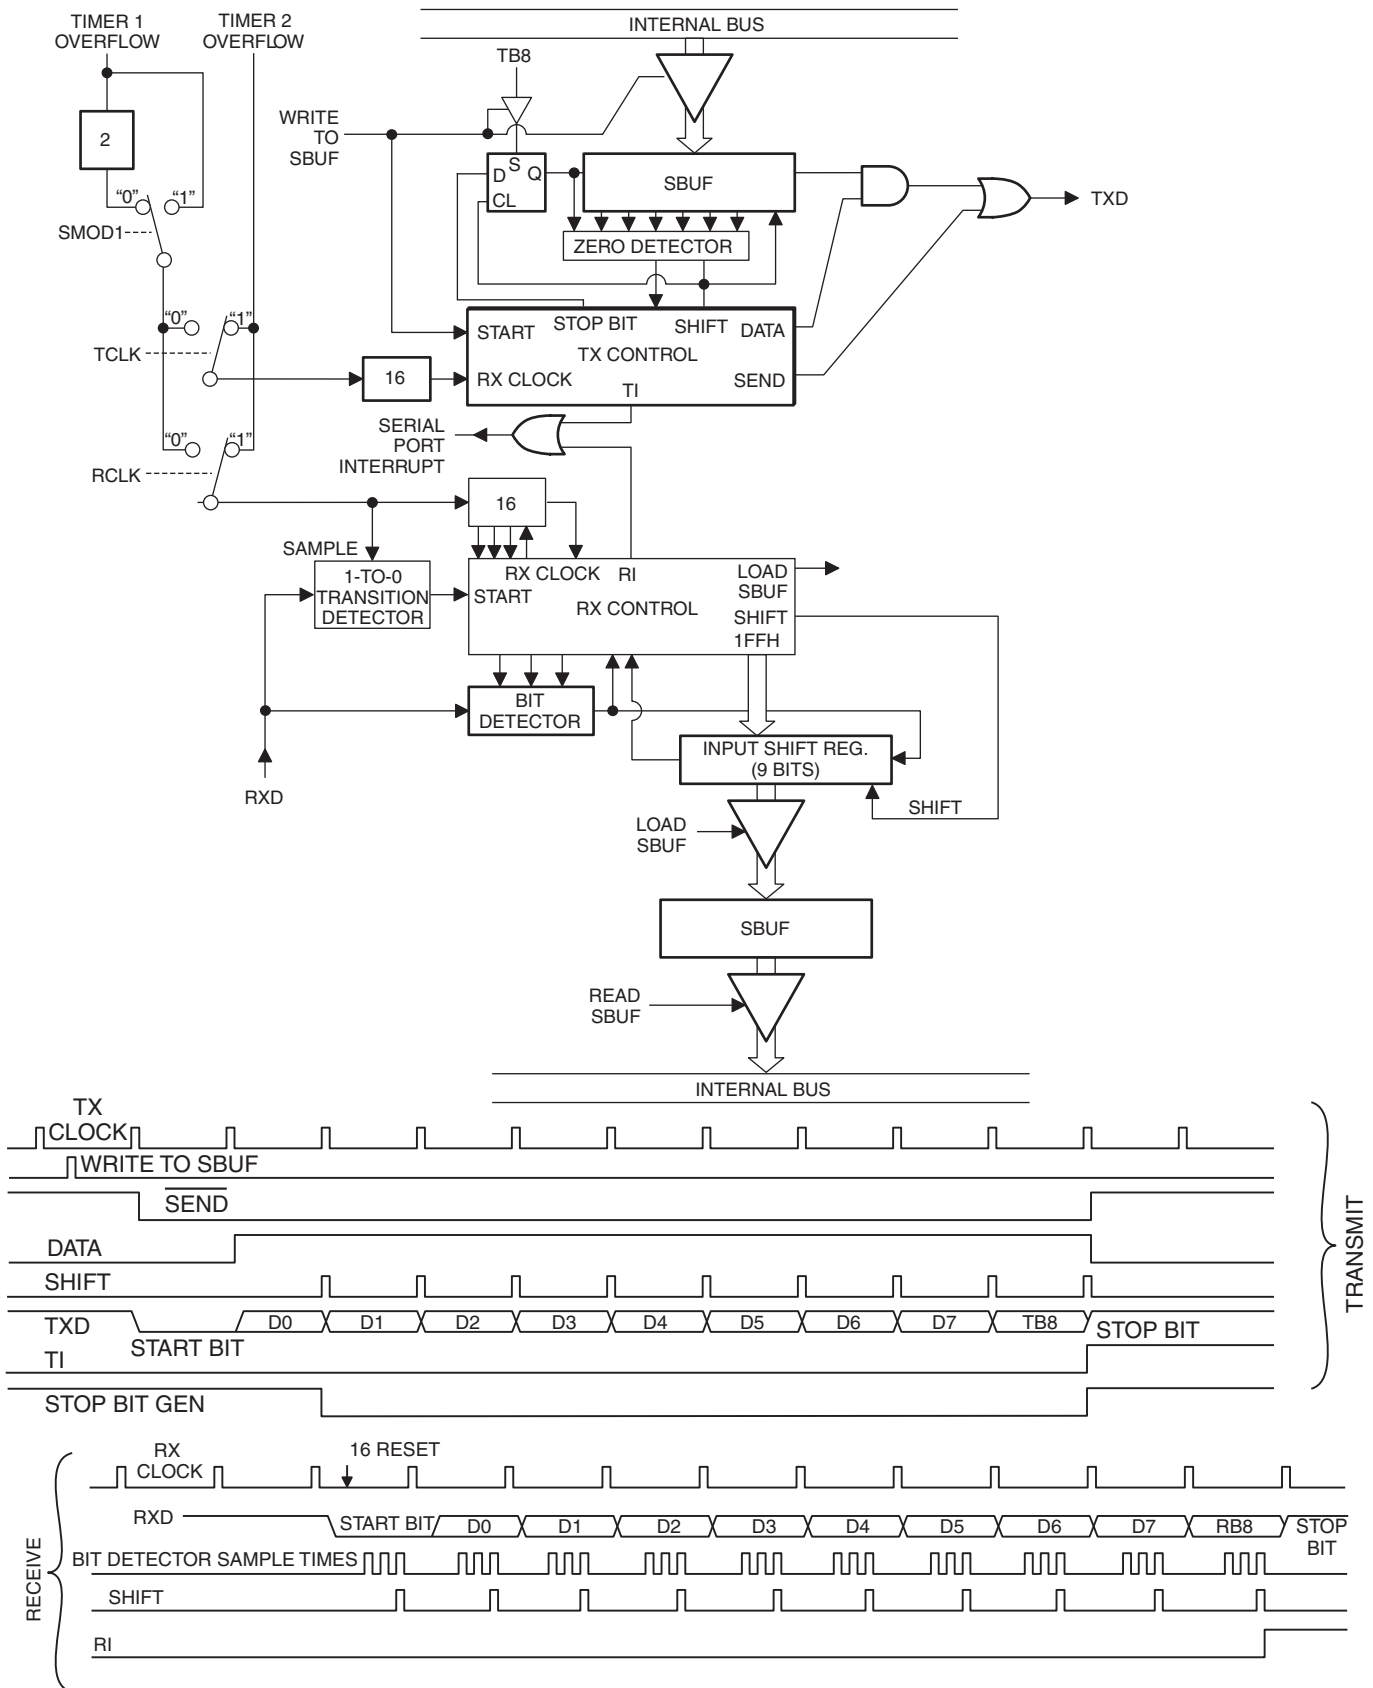 TIMER 1
OVERFLOW
TIMER 2
OVERFLOW
INTERNAL BUS
TB8
WRITE
TO
SBUF
2
"0"
"1"
SMOD1
D
S
Q
CL
SBUF
TXD
ZERO DETECTOR
"0"
"1"
TCLK
START
STOP BIT
SHIFT
DATA
TX CONTROL
16
RX CLOCK
TI
SEND
SERIAL
PORT
INTERRUPT
"0"
"1"
RCLK
16
SAMPLE
1-TO-0
TRANSITION
DETECTOR
RX CLOCK
RI
LOAD
SBUF
START
RX CONTROL
SHIFT
1FFH
BIT
DETECTOR
INPUT SHIFT REG.
(9 BITS)
RXD
SHIFT
LOAD
SBUF
SBUF
READ
SBUF
INTERNAL BUS
TX
CLOCK
WRITE TO SBUF
SEND
DATA
SHIFT
TXD
START BIT
D0
D1
D2
D3
D4
D5
D6
D7
TB8
STOP BIT
TI
STOP BIT GEN
TRANSMIT
RX
CLOCK
16 RESET
RXD
START BIT
D0
D1
D2
D3
D4
D5
D6
D7
RB8
STOP
BIT
BIT DETECTOR SAMPLE TIMES
SHIFT
RI
RECEIVE